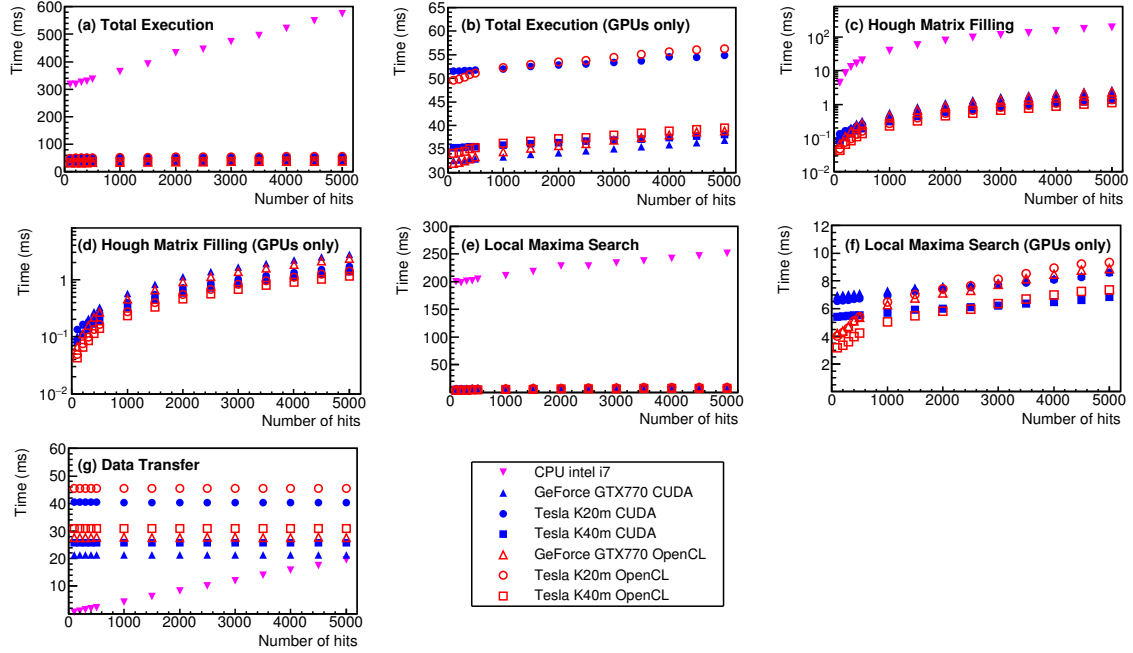 (a) Total Execution
Time (ms)
600
500
400
300
200
100
0
0 1000 2000 3000 4000 5000
Number of hits
(b) Total Execution (GPUs only)
Time (ms)
65
60
55
50
45
40
35
30
0 1000 2000 3000 4000 5000
Number of hits
(c) Hough Matrix Filling
Time (ms)
10²
10
1
10⁻¹
10⁻²
0 1000 2000 3000 4000 5000
Number of hits
(d) Hough Matrix Filling (GPUs only)
Time (ms)
1
10⁻¹
10⁻²
0 1000 2000 3000 4000 5000
Number of hits
(e) Local Maxima Search
Time (ms)
300
250
200
150
100
50
0 1000 2000 3000 4000 5000
Number of hits
(f) Local Maxima Search (GPUs only)
Time (ms)
12
10
8
6
4
2
0 1000 2000 3000 4000 5000
Number of hits
(g) Data Transfer
Time (ms)
60
50
40
30
20
10
0 1000 2000 3000 4000 5000
Number of hits
CPU intel i7
GeForce GTX770 CUDA
Tesla K20m CUDA
Tesla K40m CUDA
GeForce GTX770 OpenCL
Tesla K20m OpenCL
Tesla K40m OpenCL